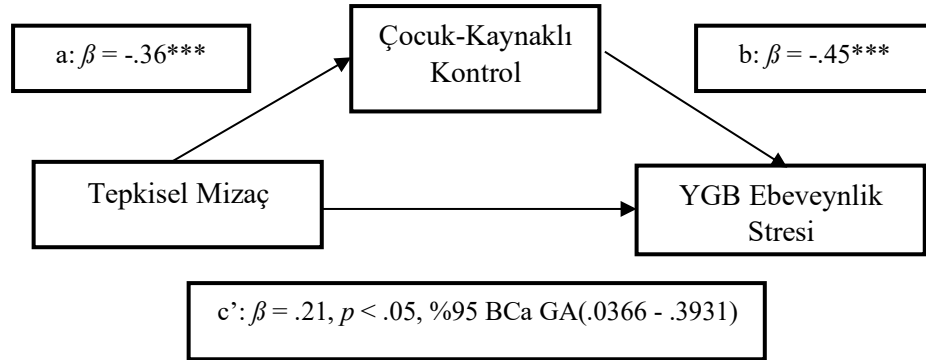 Çocuk-Kaynaklı
Kontrol
a: β = -.36***
b: β = -.45***
Tepkisel Mizaç
YGB Ebeveynlik
Stresi
c’: β = .21, p < .05, %95 BCa GA(.0366 - .3931)